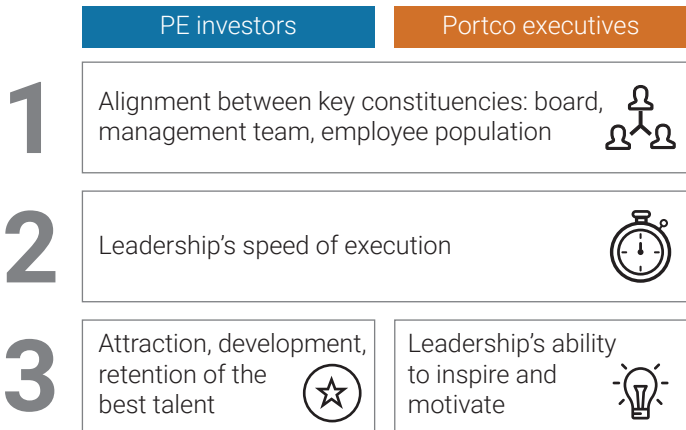 PE investors
Portco executives
1
Alignment between key constituencies: board,
management team, employee population
2
Leadership's speed of execution
3
Attraction, development,
retention of the
best talent
Leadership's ability
to inspire and
motivate